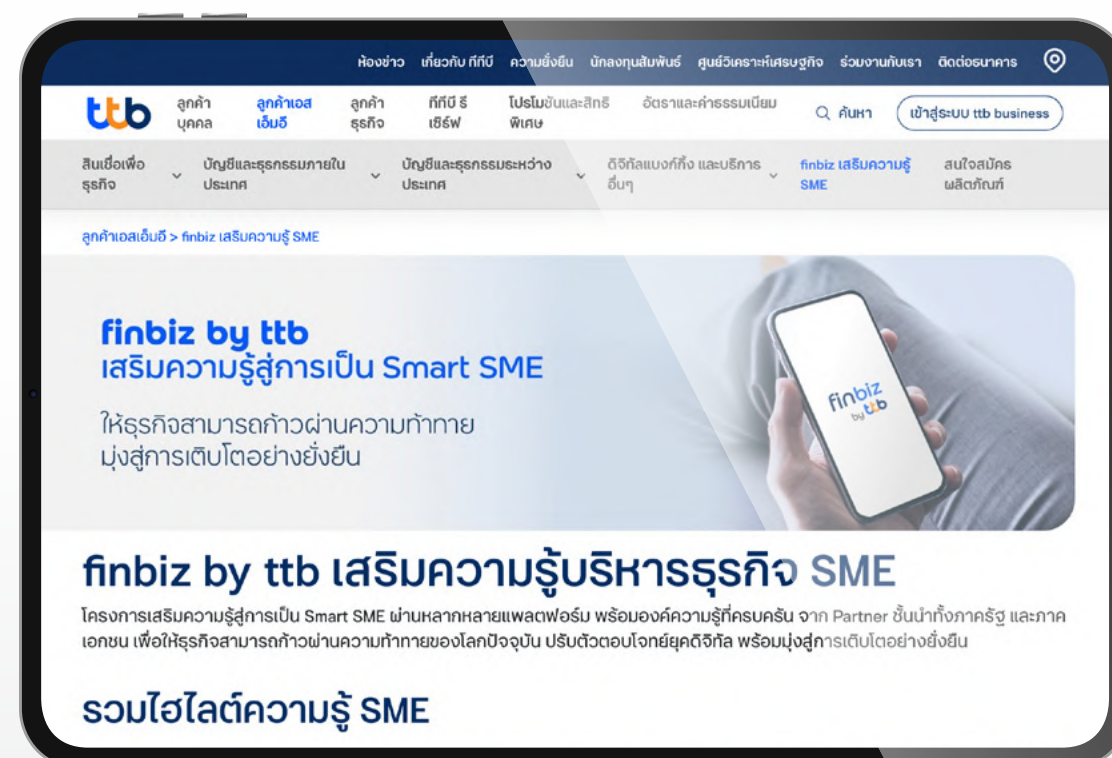 ห้องข่าว เกี่ยวกับ ทีทีบี ความยั่งยืน นักลงทุนสัมพันธ์ ศูนย์วิเคราะห์เศรษฐกิจ ร่วมงานกับเรา ติดต่อธนาคาร
ttb ลูกค้า ลูกค้าเอส ลูกค้า ทีทีบี รี โปรโมชันและสิทธิ อัตราและค่าธรรมเนียม ค้นหา เข้าสู่ระบบ ttb business
บุคคล เอ็มอี ธุรกิจ เซิร์ฟ พิเศษ
สินเชื่อเพื่อ บัญชีและธุรกรรมภายใน บัญชีและธุรกรรมระหว่าง ดิจิทัลแบงก์กิ้ง และบริการ finbiz เสริมความรู้ สนใจสมัคร
ธุรกิจ ประเทศ ประเทศ อื่นๆ SME ผลิตภัณฑ์
ลูกค้าเอสเอ็มอี > finbiz เสริมความรู้ SME
finbiz by ttb
เสริมความรู้สู่การเป็น Smart SME
ให้ธุรกิจสามารถก้าวผ่านความท้าทาย
มุ่งสู่การเติบโตอย่างยั่งยืน
finbiz
by ttb
finbiz by ttb เสริมความรู้บริหารธุรกิจ SME
โครงการเสริมความรู้สู่การเป็น Smart SME ผ่านหลากหลายแพลตฟอร์ม พร้อมองค์ความรู้ที่ครบครัน จาก Partner ชั้นนำทั้งภาครัฐ และภาค
เอกชน เพื่อให้ธุรกิจสามารถก้าวผ่านความท้าทายของโลกปัจจุบัน ปรับตัวตอบโจทย์ยุคดิจิทัล พร้อมมุ่งสู่การเติบโตอย่างยั่งยืน
รวมไฮไลต์ความรู้ SME